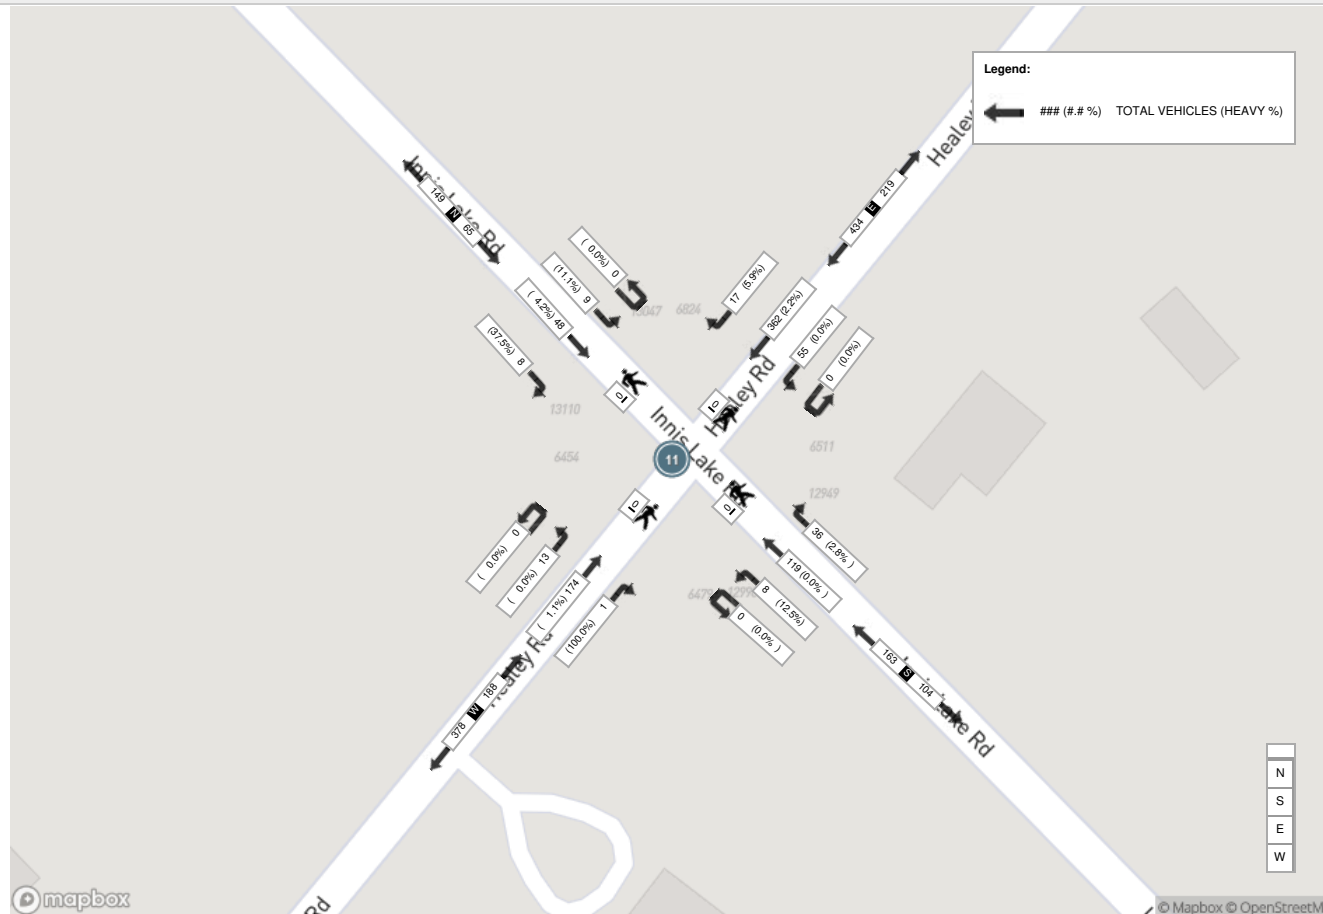 Legend:
### (#.# %) TOTAL VEHICLES (HEAVY %)
Healey
Innis Lake Rd
149 N 65
434 E 219
( 0.0%) 0
(11.1%) 9
( 4.2%) 48
(37.5%) 8
17 (5.9%)
362 (2.2%)
55 (0.0%)
0 (0.0%)
6824
13110
6454
6511
12949
Healey Rd
Innis Lake
11
0
0
0
0
( 0.0%) 0
( 0.0%) 13
( 1.1%) 174
(100.0%) 1
36 (2.8% )
119 (0.0% )
8 (12.5%)
0 (0.0% )
Healey Rd
378 W 188
163 S 104
Lake Rd
N
S
E
W
Rd
mapbox
© Mapbox © OpenStreetM